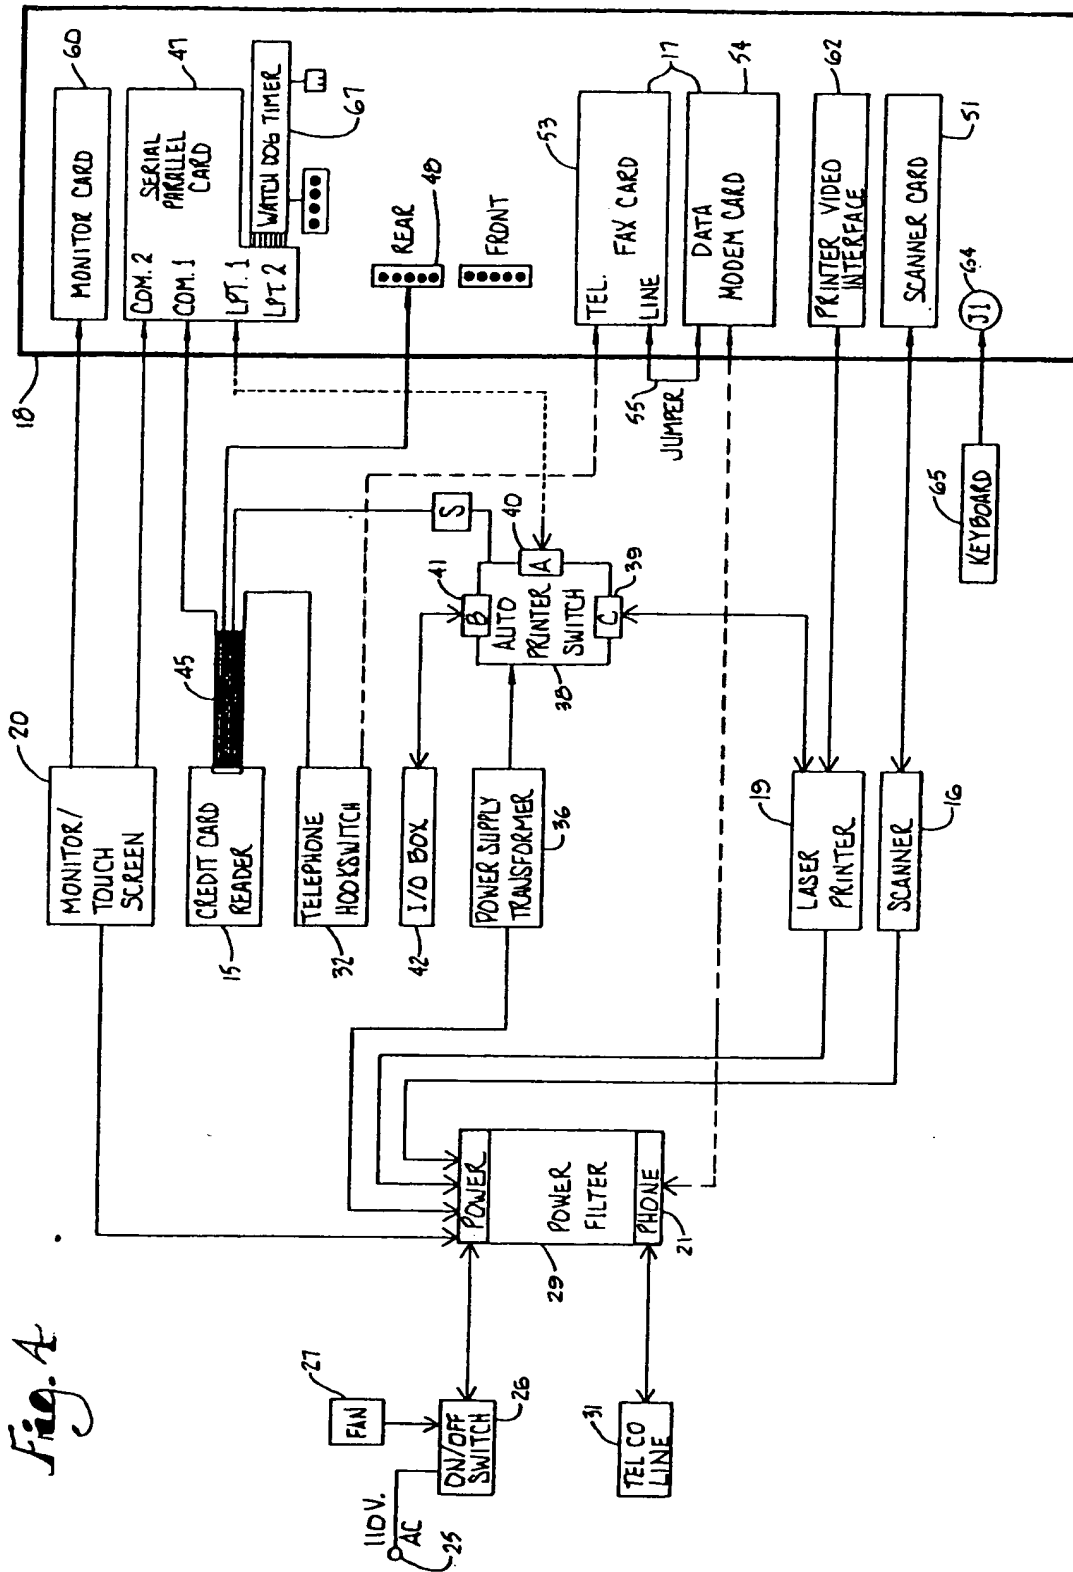 Fig. 4
110V.
AC
25
FAN
27
ON/OFF
SWITCH
26
TEL CO
LINE
31
POWER
POWER
FILTER
PHONE
29
21
MONITOR/
TOUCH
SCREEN
20
CREDIT CARD
READER
15
45
TELEPHONE
HOOKSWITCH
32
I/O BOX
42
POWER SUPPLY
TRANSFORMER
36
LASER
PRINTER
19
SCANNER
16
B
41
AUTO
PRINTER
SWITCH
A
40
C
39
38
S
KEYBOARD
65
18
MONITOR CARD
60
COM. 2
COM. 1
LPT. 1
LPT 2
SERIAL
PARALLEL
CARD
47
WATCH DOG TIMER
67
REAR
48
FRONT
TEL.
LINE
FAX CARD
53
17
55
JUMPER
DATA
MODEM CARD
54
PRINTER VIDEO
INTERFACE
62
SCANNER CARD
51
J1
64